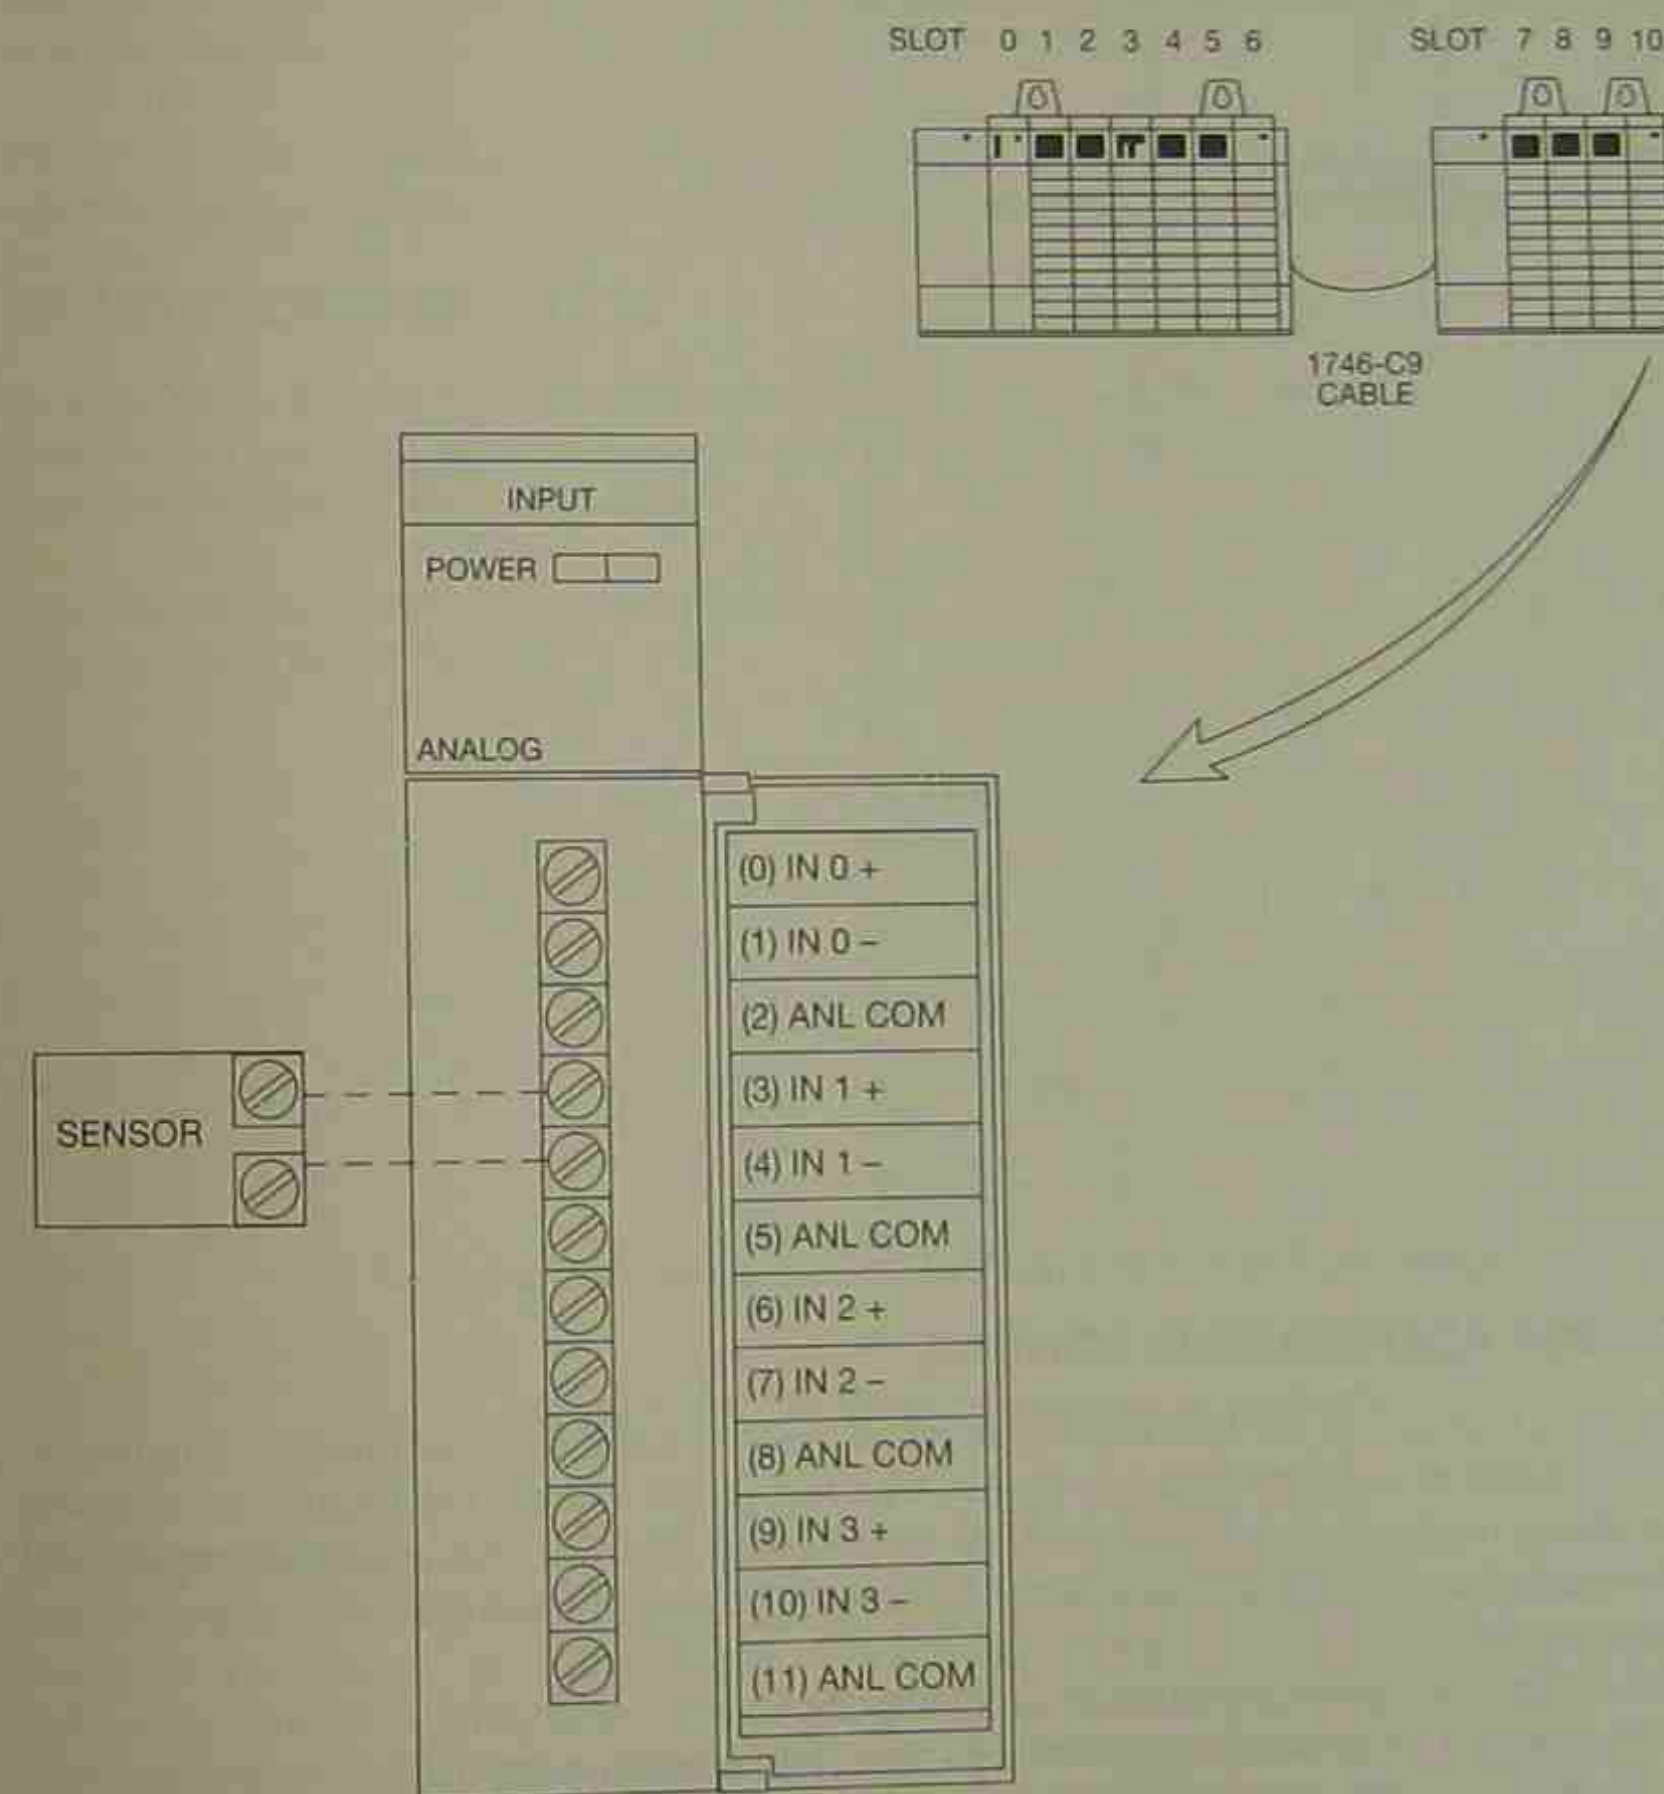 SLOT 0 1 2 3 4 5 6
SLOT 7 8 9 10
1746-C9
CABLE
INPUT
POWER
ANALOG
(0) IN 0 +
(1) IN 0 –
(2) ANL COM
(3) IN 1 +
(4) IN 1 –
(5) ANL COM
(6) IN 2 +
(7) IN 2 –
(8) ANL COM
(9) IN 3 +
(10) IN 3 –
(11) ANL COM
SENSOR